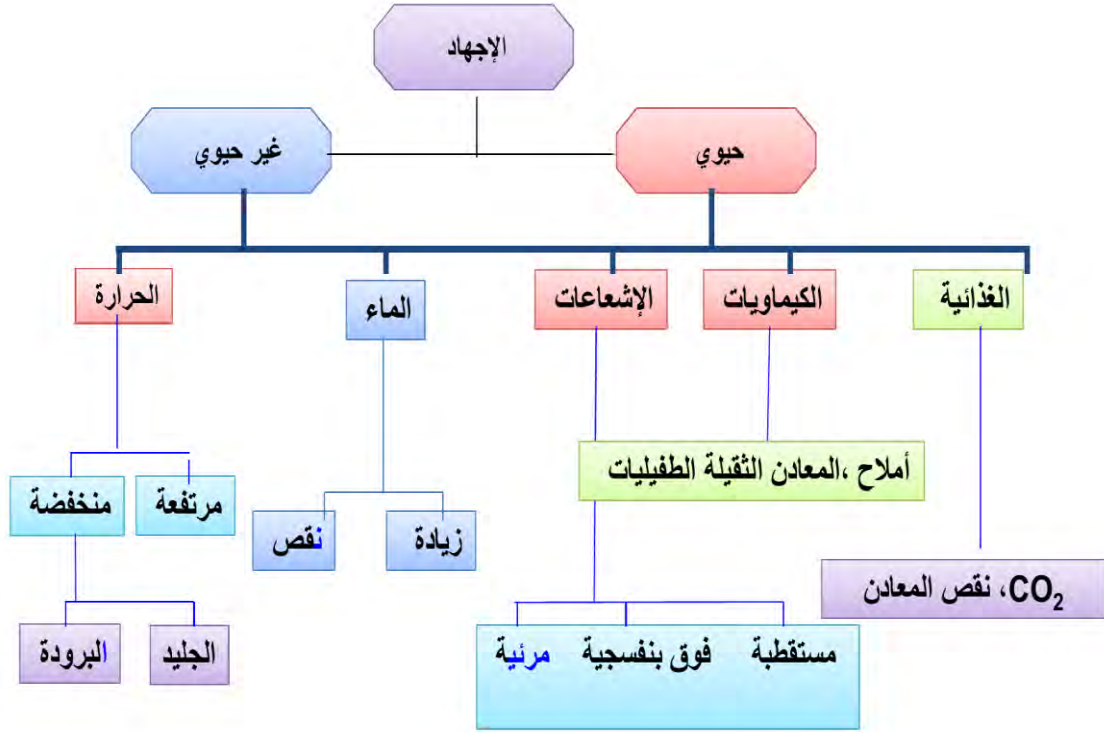 الإجهاد
حيوي
غير حيوي
الغذائية
الكيماويات
الإشعاعات
الماء
الحرارة
أملاح ،المعادن الثقيلة الطفيليات
مرتفعة
منخفضة
زيادة
نقص
CO₂، نقص المعادن
مستقطبة
فوق بنفسجية
مرئية
الجليد
البرودة